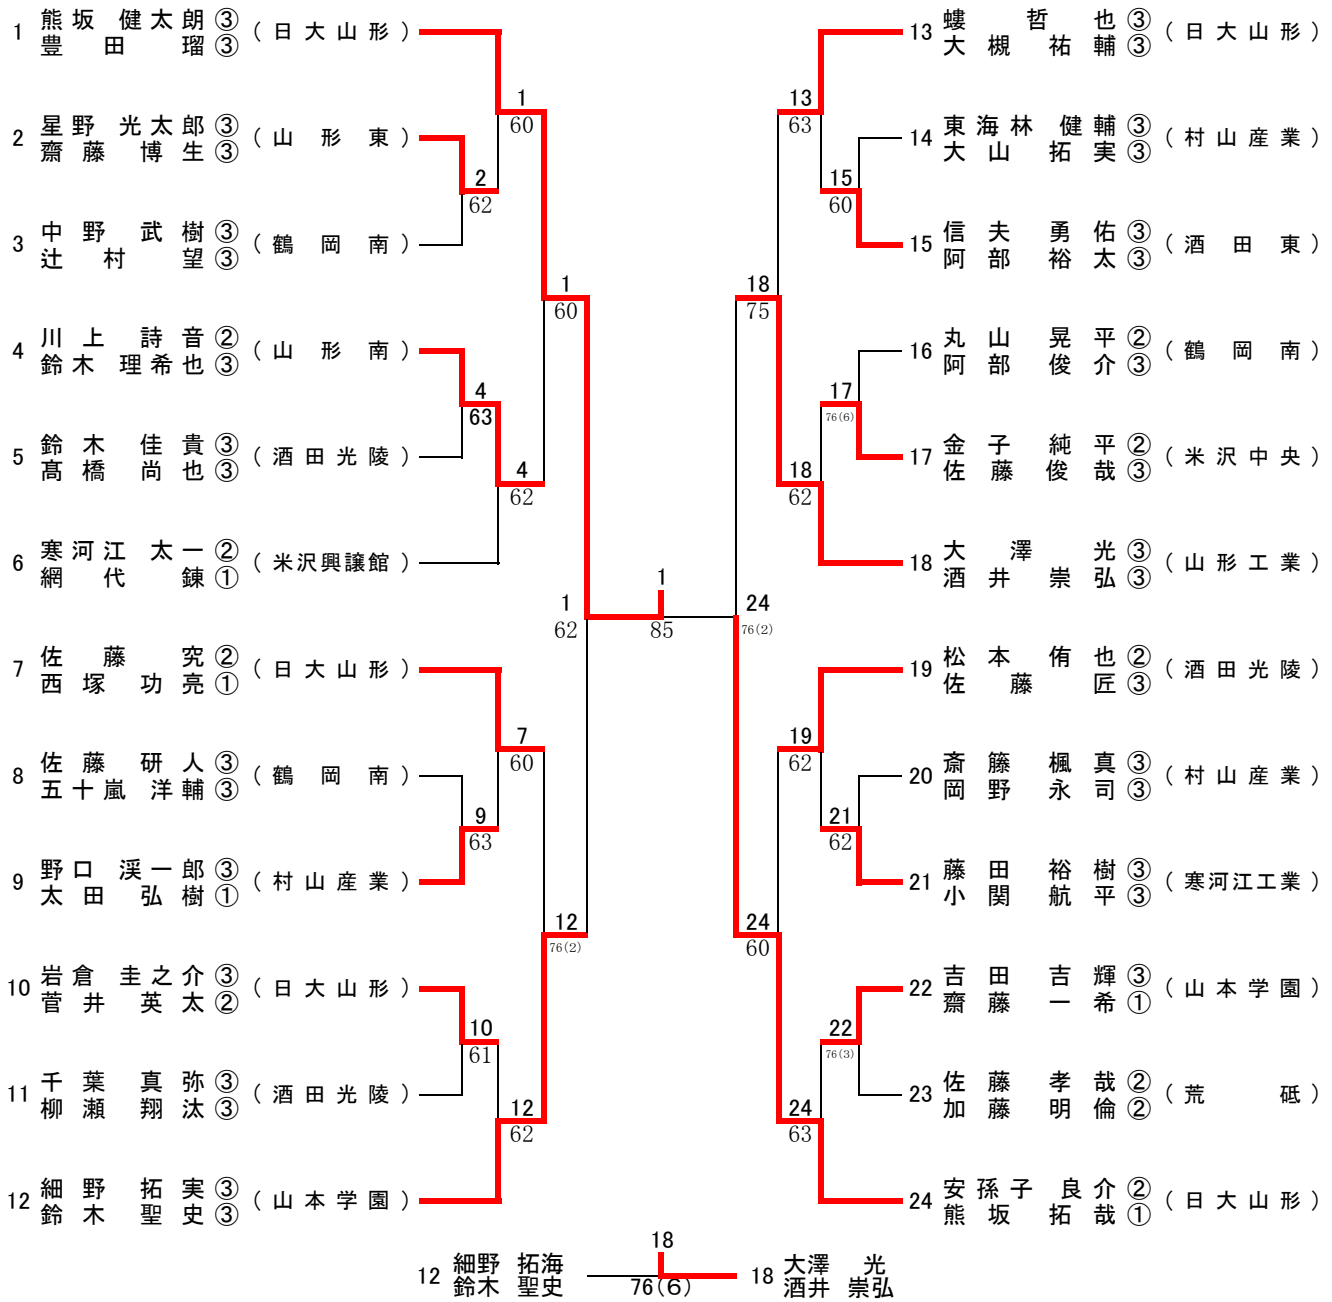 1 熊坂 健太朗 ③ (日大山形)
豊田 瑠 ③
2 星野 光太郎 ③ (山形東)
齋藤 博生 ③
3 中野 武樹 ③ (鶴岡南)
辻村 望 ③
4 川上 詩音 ② (山形南)
鈴木 理希也 ③
5 鈴木 佳貴 ③ (酒田光陵)
髙橋 尚也 ③
6 寒河江 太一 ② (米沢興譲館)
網代 錬 ①
7 佐藤 究 ② (日大山形)
西塚 功亮 ①
8 佐藤 研人 ③ (鶴岡南)
五十嵐 洋輔 ③
9 野口 渓一郎 ③ (村山産業)
太田 弘樹 ①
10 岩倉 圭之介 ③ (日大山形)
菅井 英太 ②
11 千葉 真弥 ③ (酒田光陵)
柳瀬 翔汰 ③
12 細野 拓実 ③ (山本学園)
鈴木 聖史 ③
2
62
4
63
9
63
10
61
1
60
4
62
7
60
12
62
1
60
12
76(2)
1
62
1
85
24
76(2)
18
75
24
60
13
63
18
62
19
62
24
63
15
60
17
76(6)
21
62
22
76(3)
13 螻 哲也 ③ (日大山形)
大槻 祐輔 ③
14 東海林 健輔 ③ (村山産業)
大山 拓実 ③
15 信夫 勇佑 ③ (酒田東)
阿部 裕太 ③
16 丸山 晃平 ② (鶴岡南)
阿部 俊介 ③
17 金子 純平 ② (米沢中央)
佐藤 俊哉 ③
18 大澤 光 ③ (山形工業)
酒井 崇弘 ③
19 松本 侑也 ② (酒田光陵)
佐藤 匠 ③
20 斎籐 楓真 ③ (村山産業)
岡野 永司 ③
21 藤田 裕樹 ③ (寒河江工業)
小関 航平 ③
22 吉田 吉輝 ③ (山本学園)
齋藤 一希 ①
23 佐藤 孝哉 ② (荒砥)
加藤 明倫 ②
24 安孫子 良介 ② (日大山形)
熊坂 拓哉 ①
18
12 細野 拓海
鈴木 聖史
76(6)
18 大澤 光
酒井 崇弘